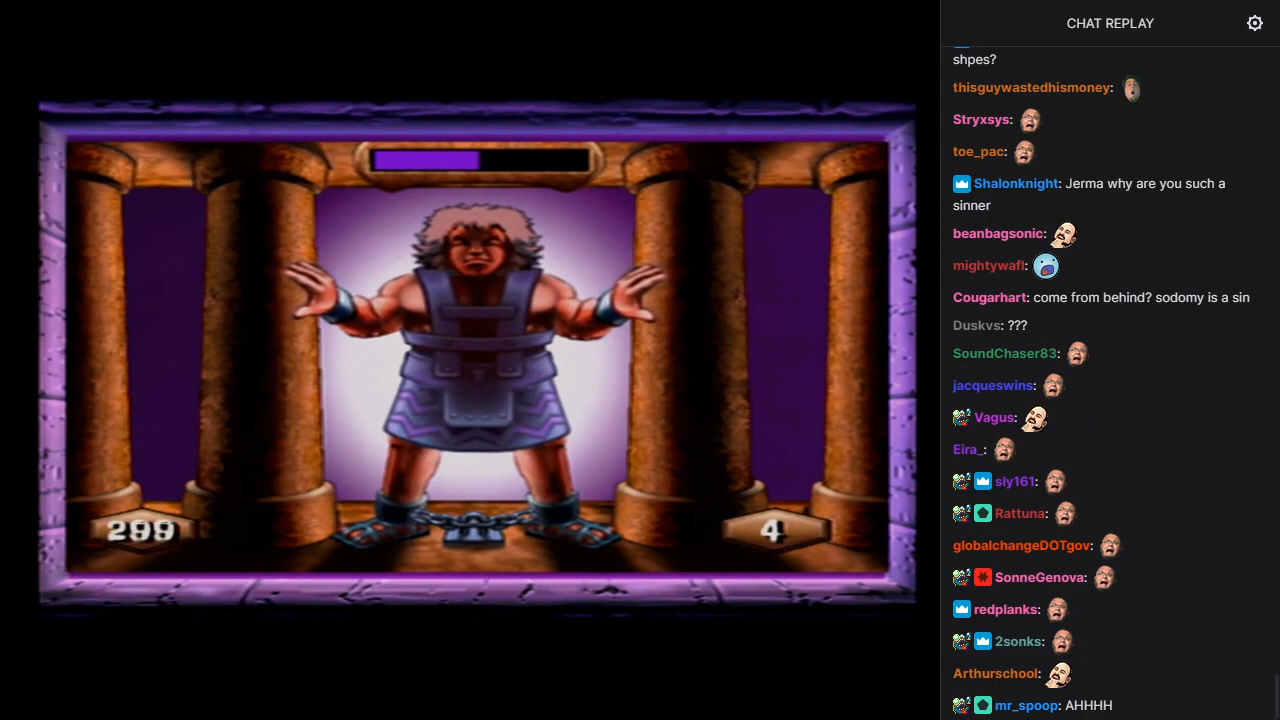 299
4
CHAT REPLAY
shpes?
thisguywastedhismoney:
Stryxsys:
toe_pac:
Shalonknight: Jerma why are you such a
sinner
beanbagsonic:
mightywafl:
Cougarhart: come from behind? sodomy is a sin
Duskvs: ???
SoundChaser83:
jacqueswins:
Vagus:
Eira_:
sly161:
Rattuna:
globalchangeDOTgov:
SonneGenova:
redplanks:
2sonks:
Arthurschool:
mr_spoop: AHHHH